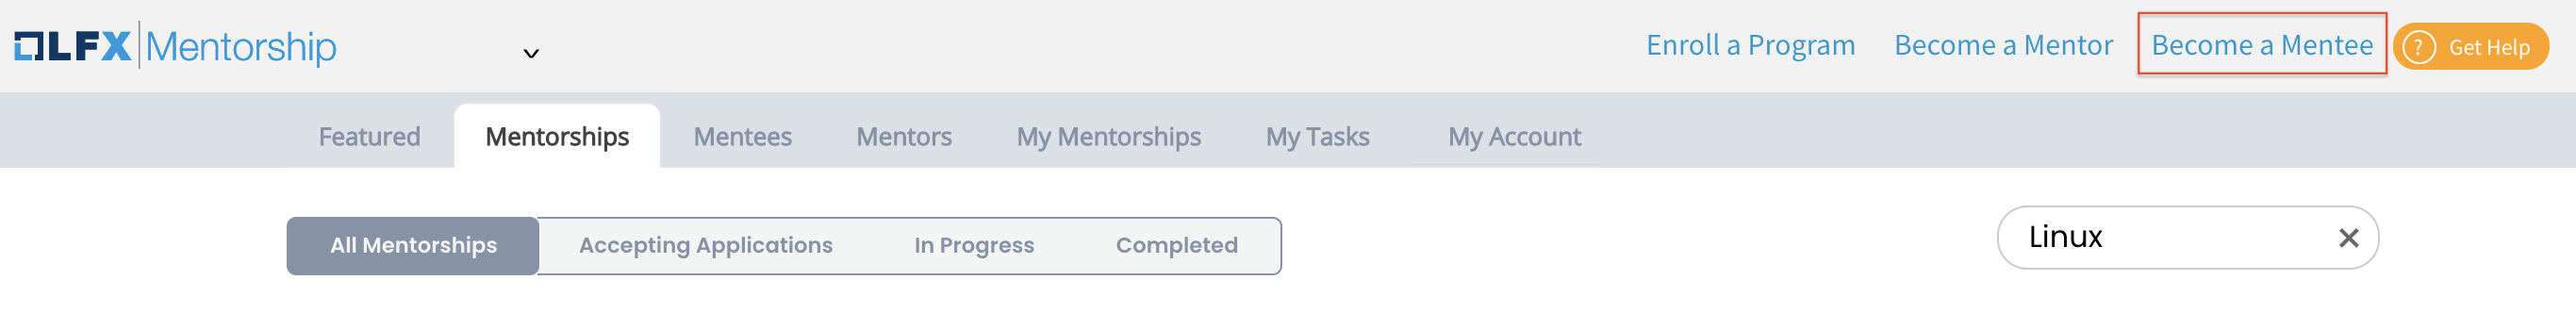 LFX Mentorship
Enroll a Program Become a Mentor Become a Mentee ? Get Help
Featured Mentorships Mentees Mentors My Mentorships My Tasks My Account
All Mentorships Accepting Applications In Progress Completed Linux